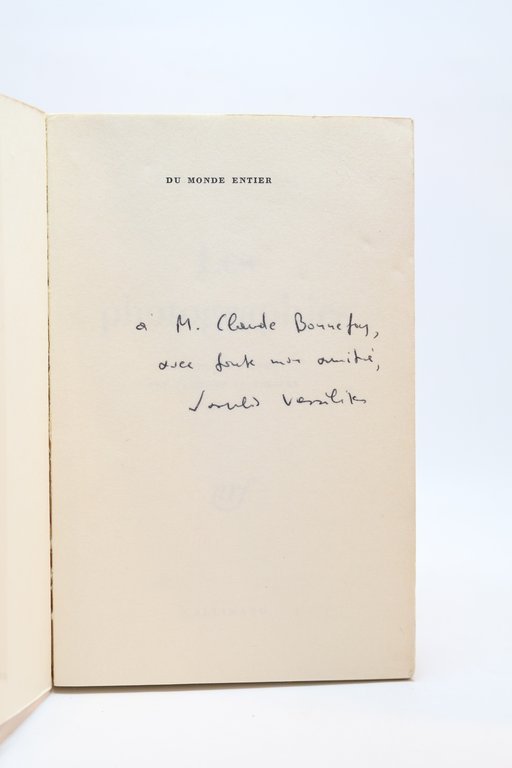 DU MONDE ENTIER
à M. Claude Bonnefoy,
avec toute mon amitié,
Vassilis Vassilikos